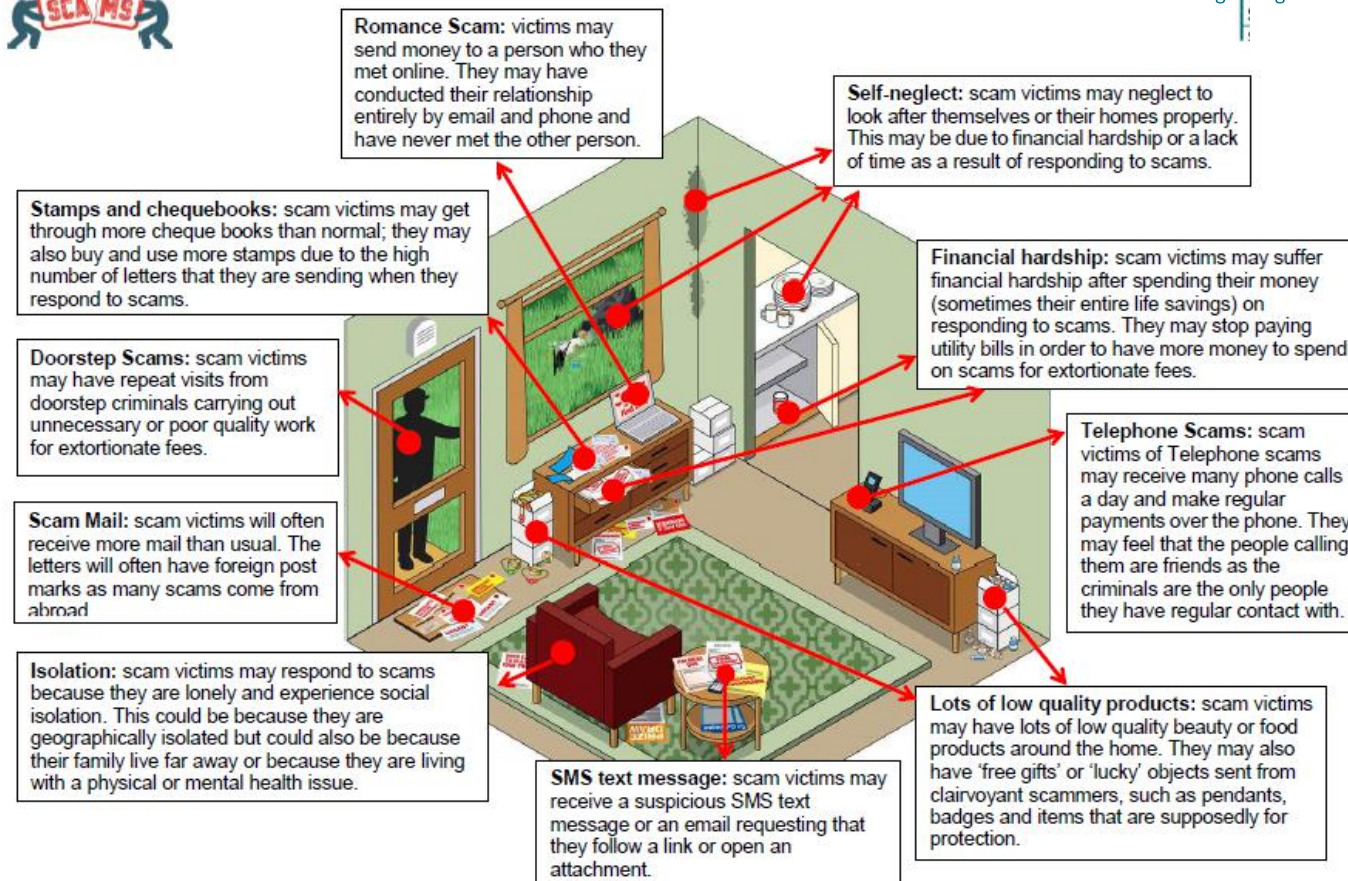 SCAMS
Romance Scam: victims may
send money to a person who they
met online. They may have
conducted their relationship
entirely by email and phone and
have never met the other person.
Self-neglect: scam victims may neglect to
look after themselves or their homes properly.
This may be due to financial hardship or a lack
of time as a result of responding to scams.
Stamps and chequebooks: scam victims may get
through more cheque books than normal; they may
also buy and use more stamps due to the high
number of letters that they are sending when they
respond to scams.
Financial hardship: scam victims may suffer
financial hardship after spending their money
(sometimes their entire life savings) on
responding to scams. They may stop paying
utility bills in order to have more money to spend
on scams for extortionate fees.
Doorstep Scams: scam victims
may have repeat visits from
doorstep criminals carrying out
unnecessary or poor quality work
for extortionate fees.
Telephone Scams: scam
victims of Telephone scams
may receive many phone calls
a day and make regular
payments over the phone. They
may feel that the people calling
them are friends as the
criminals are the only people
they have regular contact with.
Scam Mail: scam victims will often
receive more mail than usual. The
letters will often have foreign post
marks as many scams come from
abroad
Isolation: scam victims may respond to scams
because they are lonely and experience social
isolation. This could be because they are
geographically isolated but could also be because
their family live far away or because they are living
with a physical or mental health issue.
Lots of low quality products: scam victims
may have lots of low quality beauty or food
products around the home. They may also
have ‘free gifts’ or ‘lucky’ objects sent from
clairvoyant scammers, such as pendants,
badges and items that are supposedly for
protection.
SMS text message: scam victims may
receive a suspicious SMS text
message or an email requesting that
they follow a link or open an
attachment.
PRIZE
DRAW